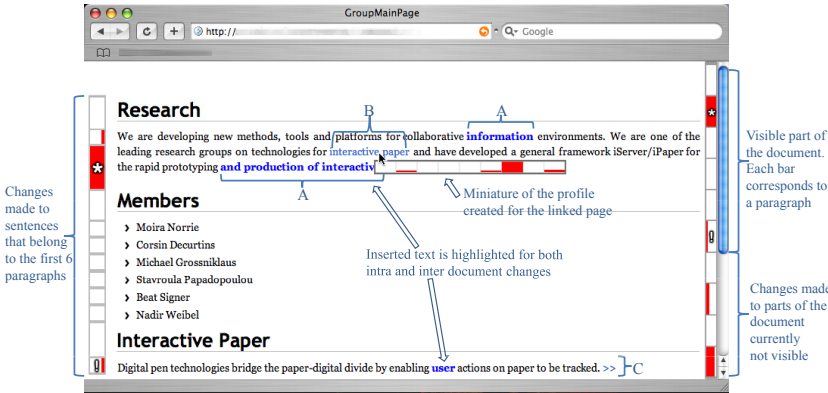 GroupMainPage
http://
Google
Research
B
A
We are developing new methods, tools and platforms for collaborative information environments. We are one of the
leading research groups on technologies for interactive paper and have developed a general framework iServer/iPaper for
the rapid prototyping and production of interactiv
A
Miniature of the profile
created for the linked page
Members
Moira Norrie
Corsin Decurtins
Michael Grossniklaus
Stavroula Papadopoulou
Beat Signer
Nadir Weibel
Inserted text is highlighted for both
intra and inter document changes
Interactive Paper
Digital pen technologies bridge the paper-digital divide by enabling user actions on paper to be tracked. >>
C
Changes
made to
sentences
that belong
to the first 6
paragraphs
Visible part of
the document.
Each bar
corresponds to
a paragraph
Changes made
to parts of the
document
currently
not visible